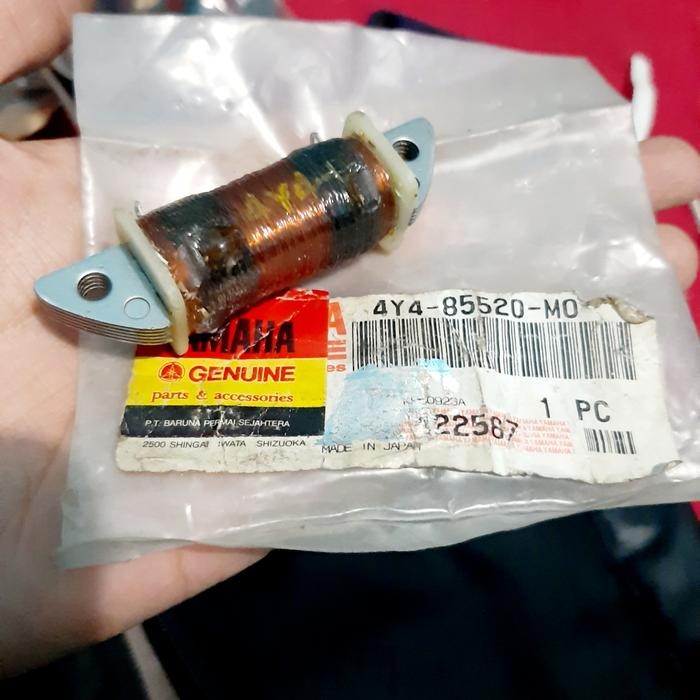 4Y4
4Y4-85520-M0
YAMAHA
GENUINE
parts & accessories
1 PC
P.T. BARUNA PERMAI SEJAHTERA
22587
2500 SHINGAI IWATA SHIZUOKA MADE IN JAPAN